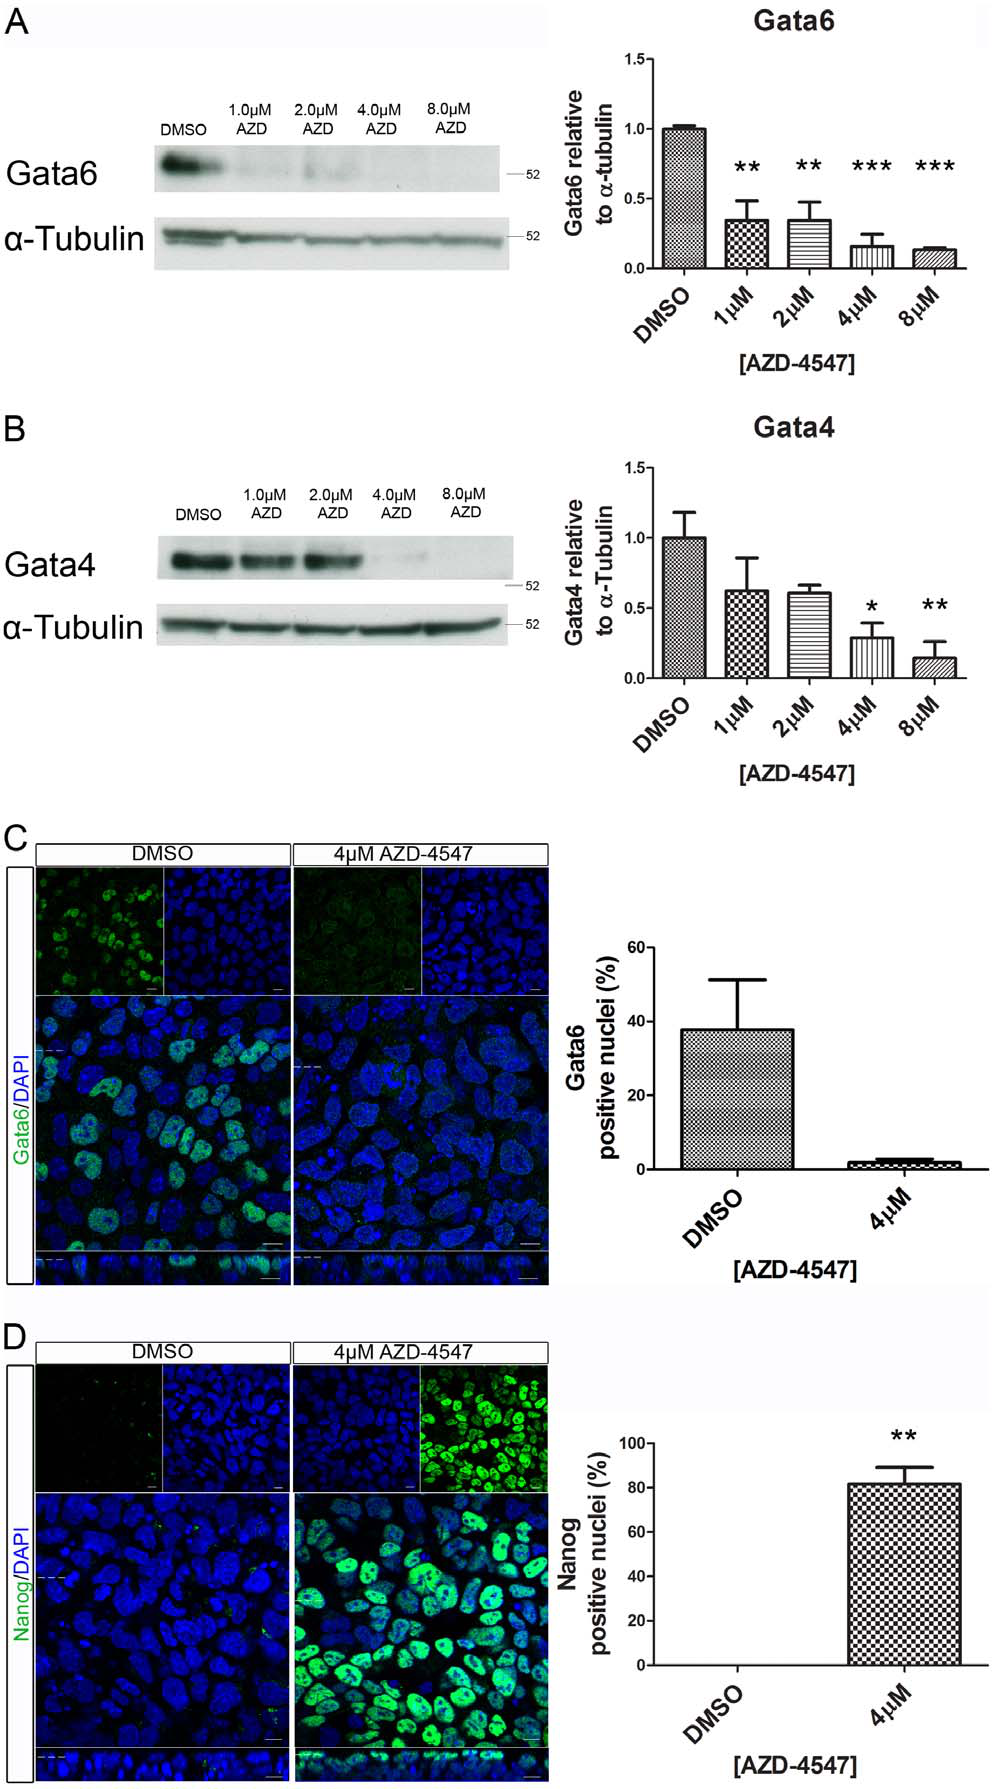 A
Gata6
1.0µM 2.0µM 4.0µM 8.0µM
DMSO AZD AZD AZD AZD
Gata6
52
α-Tubulin
52
Gata6 relative
to α-tubulin
1.5
1.0
0.5
0.0
** ** *** ***
DMSO 1µM 2µM 4µM 8µM
[AZD-4547]
B
Gata4
1.0µM 2.0µM 4.0µM 8.0µM
DMSO AZD AZD AZD AZD
Gata4
52
α-Tubulin
52
Gata4 relative
to α-Tubulin
1.5
1.0
0.5
0.0
* **
DMSO 1µM 2µM 4µM 8µM
[AZD-4547]
C
DMSO 4µM AZD-4547
Gata6/DAPI
Gata6
positive nuclei (%)
60
40
20
0
DMSO 4µM
[AZD-4547]
D
DMSO 4µM AZD-4547
Nanog/DAPI
Nanog
positive nuclei (%)
100
80
60
40
20
0
**
DMSO 4µM
[AZD-4547]